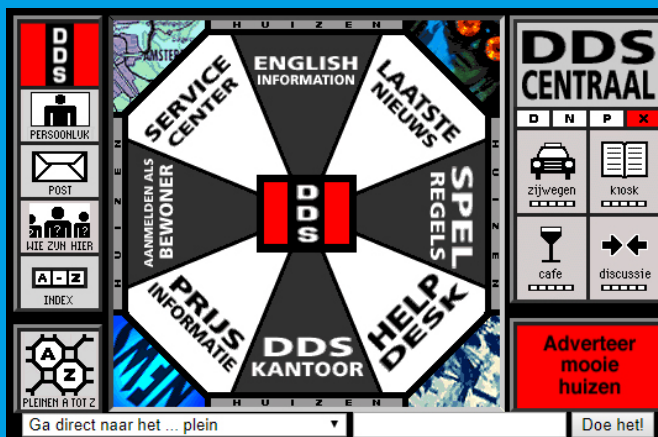 HUIZEN
DDS
PERSOONLIJK
POST
WIE ZIJN HIER
A-Z
INDEX
A Z
PLEINEN A TOT Z
HUIZEN
AMSTER
ENGLISH
INFORMATION
LAATSTE
NIEUWS
SPEL
REGELS
HELP
DESK
DDS
KANTOOR
PRIJS
INFORMATIE
AANMELDEN ALS
BEWONER
SERVICE
CENTER
DDS
HUIZEN
HUIZEN
DDS
CENTRAAL
D N P X
zijwegen
kiosk
cafe
discussie
Adverteer
mooie
huizen
Ga direct naar het ... plein
Doe het!